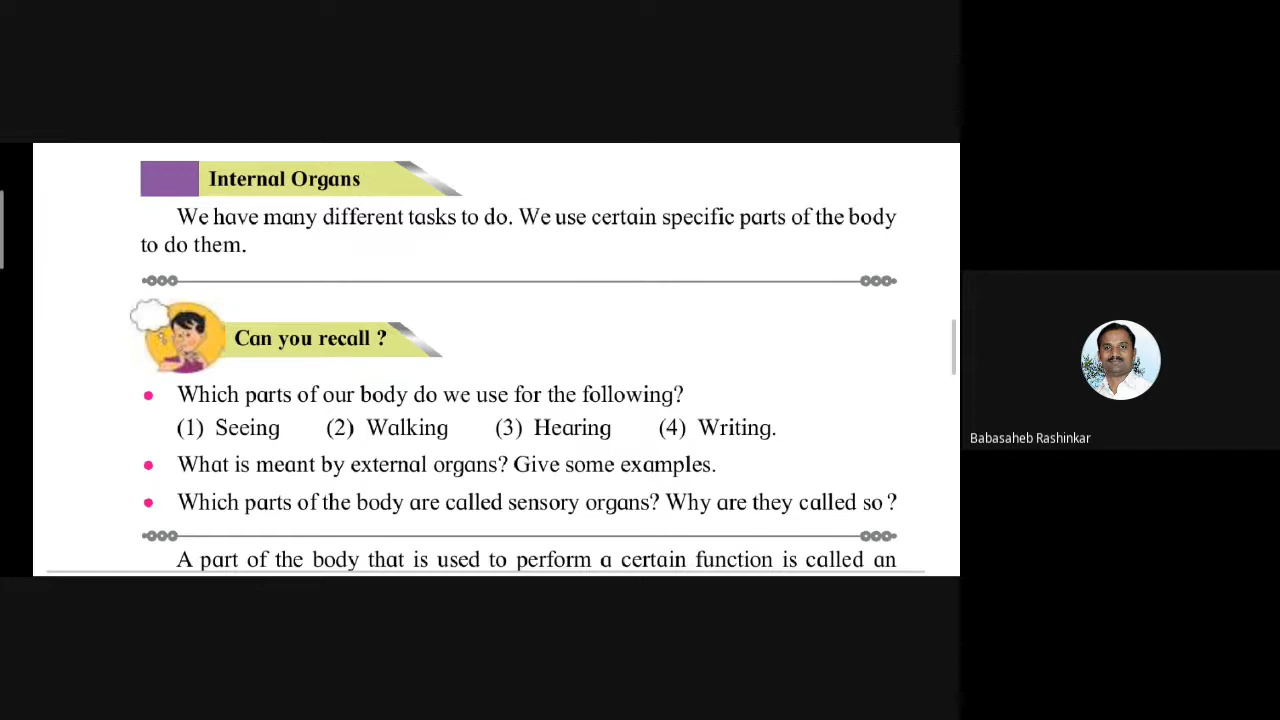 Internal Organs
We have many different tasks to do. We use certain specific parts of the body
to do them.
Can you recall ?
• Which parts of our body do we use for the following?
(1) Seeing (2) Walking (3) Hearing (4) Writing.
• What is meant by external organs? Give some examples.
• Which parts of the body are called sensory organs? Why are they called so ?
A part of the body that is used to perform a certain function is called an
Babasaheb Rashinkar